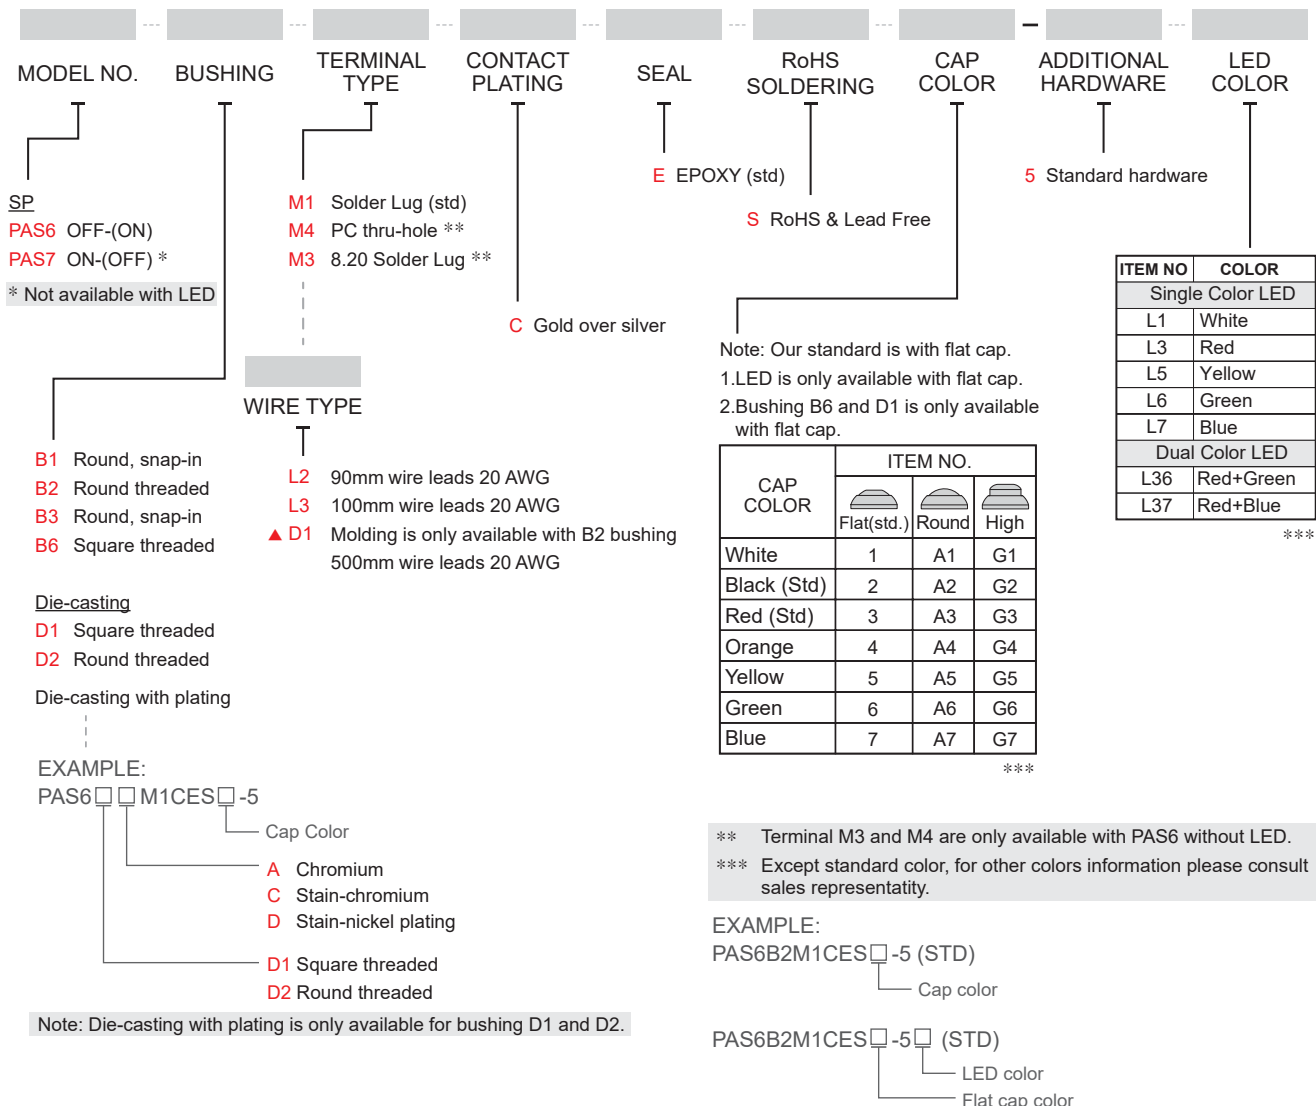 MODEL NO.
BUSHING
TERMINAL
TYPE
CONTACT
PLATING
SEAL
RoHS
SOLDERING
CAP
COLOR
ADDITIONAL
HARDWARE
LED
COLOR
SP
PAS6 OFF-(ON)
PAS7 ON-(OFF) *
* Not available with LED
M1 Solder Lug (std)
M4 PC thru-hole **
M3 8.20 Solder Lug **
C Gold over silver
E EPOXY (std)
S RoHS & Lead Free
5 Standard hardware
WIRE TYPE
L2 90mm wire leads 20 AWG
L3 100mm wire leads 20 AWG
▲ D1 Molding is only available with B2 bushing
500mm wire leads 20 AWG
B1 Round, snap-in
B2 Round threaded
B3 Round, snap-in
B6 Square threaded
Die-casting
D1 Square threaded
D2 Round threaded
Die-casting with plating
EXAMPLE:
PAS6□□M1CES□-5
Cap Color
A Chromium
C Stain-chromium
D Stain-nickel plating
D1 Square threaded
D2 Round threaded
Note: Die-casting with plating is only available for bushing D1 and D2.
Note: Our standard is with flat cap.
1.LED is only available with flat cap.
2.Bushing B6 and D1 is only available
with flat cap.
CAP
COLOR
ITEM NO.
Flat(std.) Round High
White 1 A1 G1
Black (Std) 2 A2 G2
Red (Std) 3 A3 G3
Orange 4 A4 G4
Yellow 5 A5 G5
Green 6 A6 G6
Blue 7 A7 G7
***
ITEM NO COLOR
Single Color LED
L1 White
L3 Red
L5 Yellow
L6 Green
L7 Blue
Dual Color LED
L36 Red+Green
L37 Red+Blue
***
** Terminal M3 and M4 are only available with PAS6 without LED.
*** Except standard color, for other colors information please consult
sales representatity.
EXAMPLE:
PAS6B2M1CES□-5 (STD)
Cap color
PAS6B2M1CES□-5□ (STD)
LED color
Flat cap color